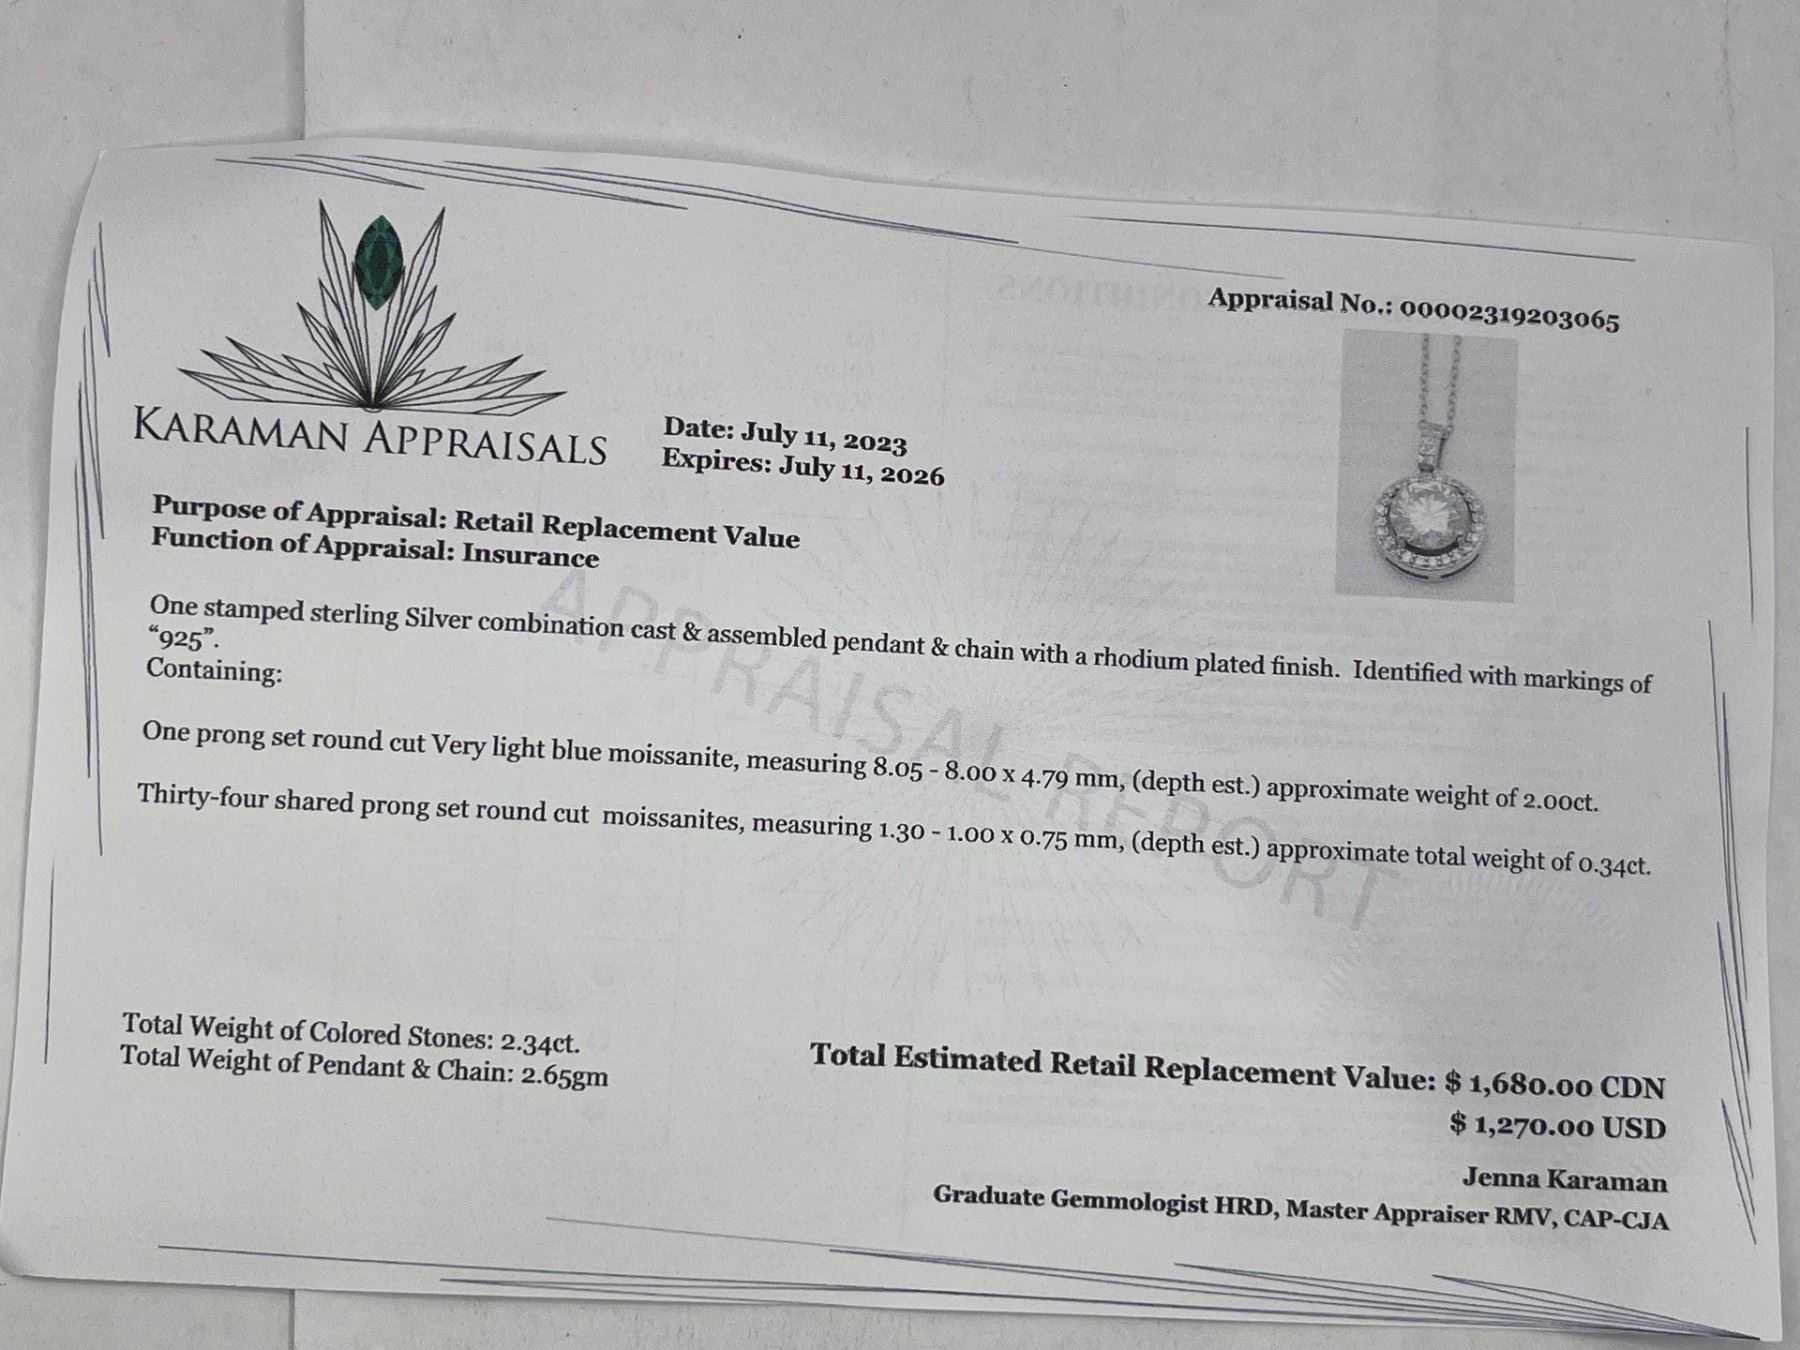 Appraisal No.: 00002319203065
KARAMAN APPRAISALS
Date: July 11, 2023
Expires: July 11, 2026
Purpose of Appraisal: Retail Replacement Value
Function of Appraisal: Insurance
One stamped sterling Silver combination cast & assembled pendant & chain with a rhodium plated finish. Identified with markings of
“925”.
Containing:
One prong set round cut Very light blue moissanite, measuring 8.05 - 8.00 x 4.79 mm, (depth est.) approximate weight of 2.00ct.
Thirty-four shared prong set round cut moissanites, measuring 1.30 - 1.00 x 0.75 mm, (depth est.) approximate total weight of 0.34ct.
APPRAISAL REPORT
Total Weight of Colored Stones: 2.34ct.
Total Weight of Pendant & Chain: 2.65gm
Total Estimated Retail Replacement Value: $ 1,680.00 CDN
$ 1,270.00 USD
Jenna Karaman
Graduate Gemmologist HRD, Master Appraiser RMV, CAP-CJA